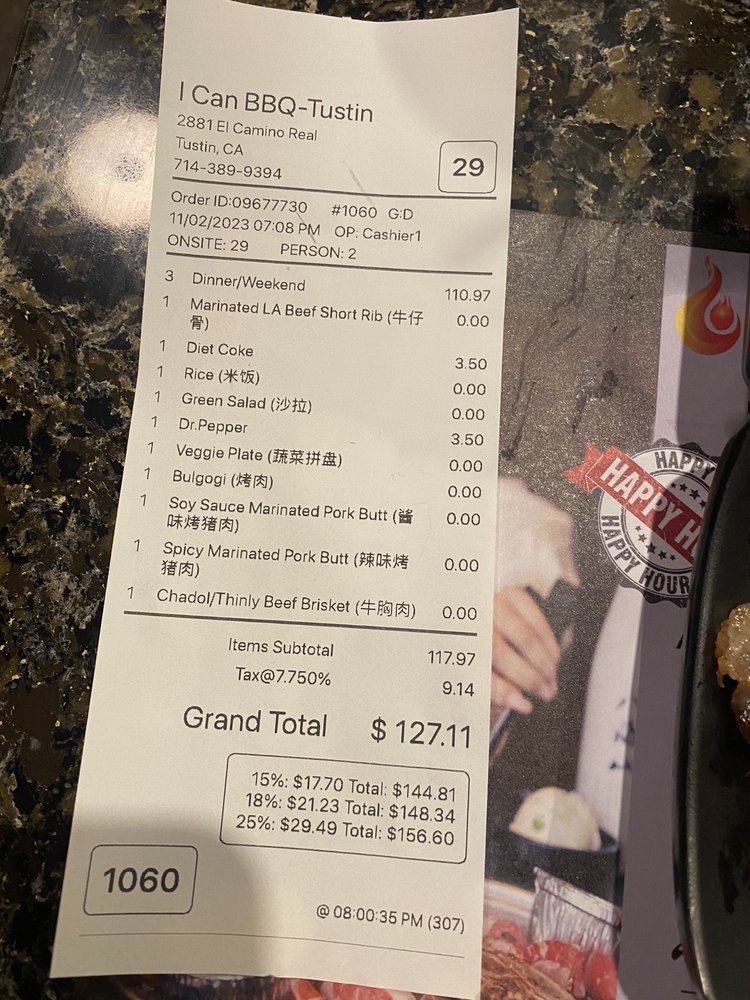 I Can BBQ-Tustin
2881 El Camino Real
Tustin, CA
714-389-9394
29
Order ID:09677730 #1060 G:D
11/02/2023 07:08 PM OP: Cashier1
ONSITE: 29 PERSON: 2
3 Dinner/Weekend 110.97
1 Marinated LA Beef Short Rib (牛仔 0.00
骨)
1 Diet Coke 3.50
1 Rice (米饭) 0.00
1 Green Salad (沙拉) 0.00
1 Dr.Pepper 3.50
1 Veggie Plate (蔬菜拼盘) 0.00
1 Bulgogi (烤肉) 0.00
1 Soy Sauce Marinated Pork Butt (酱 0.00
味烤猪肉)
1 Spicy Marinated Pork Butt (辣味烤 0.00
猪肉)
1 Chadol/Thinly Beef Brisket (牛胸肉) 0.00
Items Subtotal 117.97
Tax@7.750% 9.14
Grand Total $ 127.11
15%: $17.70 Total: $144.81
18%: $21.23 Total: $148.34
25%: $29.49 Total: $156.60
1060
@ 08:00:35 PM (307)
HAPPY
HAPPY
HAPPY HOUR